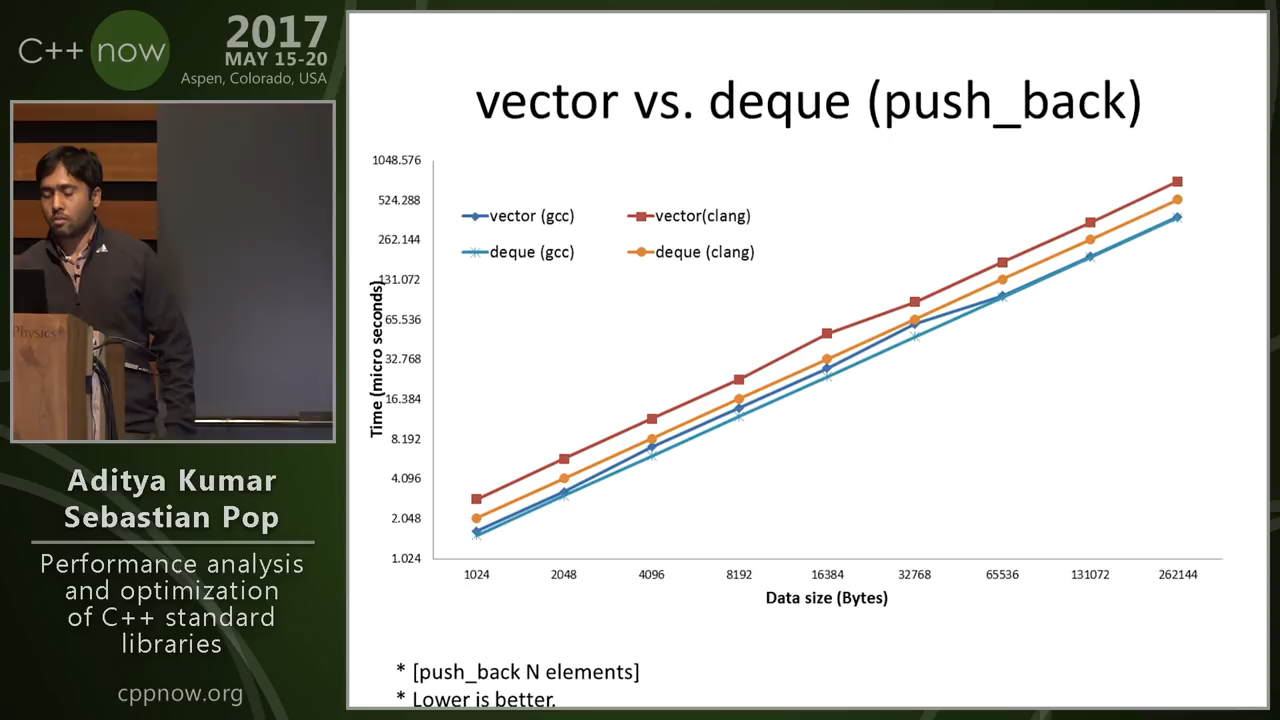 C++ now
2017
MAY 15-20
Aspen, Colorado, USA
Physics
Aditya Kumar
Sebastian Pop
Performance analysis
and optimization
of C++ standard
libraries
cppnow.org
vector vs. deque (push_back)
1048.576
524.288
262.144
131.072
65.536
32.768
16.384
8.192
4.096
2.048
1.024
Time (micro seconds)
vector (gcc)
vector(clang)
deque (gcc)
deque (clang)
1024 2048 4096 8192 16384 32768 65536 131072 262144
Data size (Bytes)
* [push_back N elements]
* Lower is better.